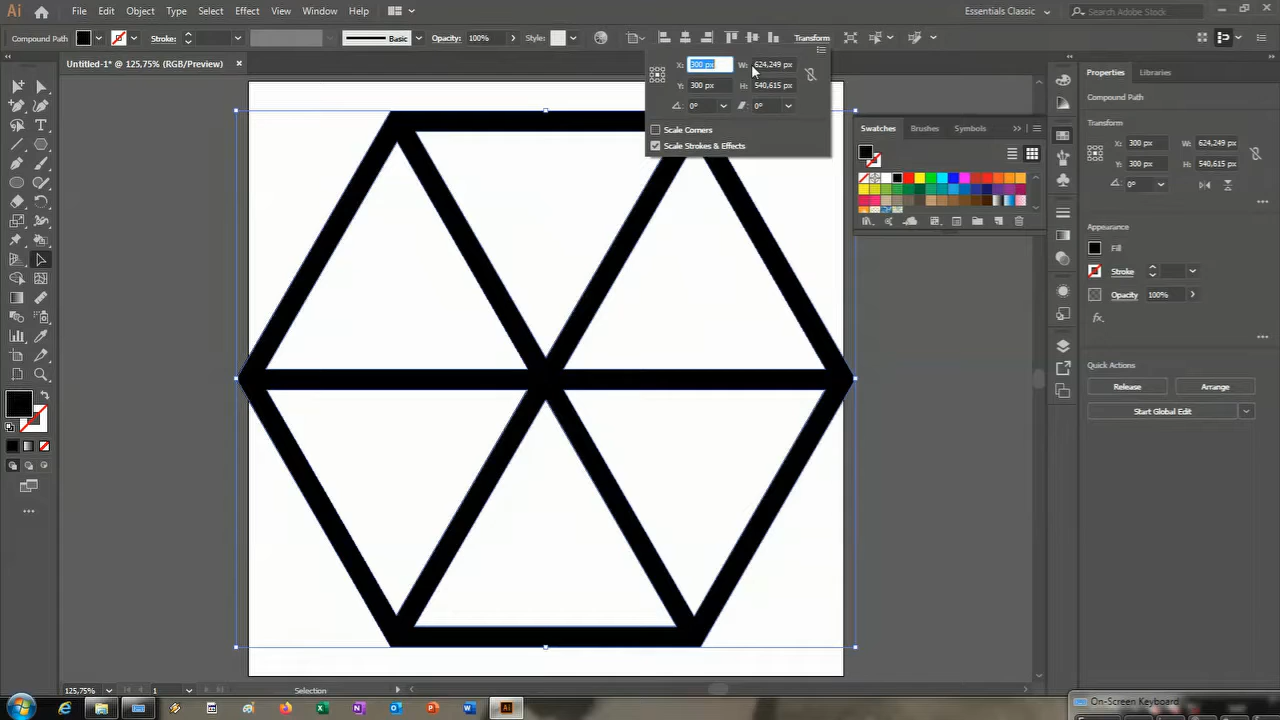 Ai File Edit Object Type Select Effect View Window Help Essentials Classic Search Adobe Stock
Compound Path Stroke: Basic Opacity: 100% Style: Transform
Untitled-1* @ 125,75% (RGB/Preview) ×
X: 300 px W: 624,249 px
Y: 300 px H: 540,615 px
0° 0°
Scale Corners
Scale Strokes & Effects
Swatches Brushes Symbols
Properties Libraries
Compound Path
Transform
X: 300 px W: 624,249 px
Y: 300 px H: 540,615 px
0°
Appearance
Fill
Stroke
Opacity 100%
fx.
Quick Actions
Release Arrange
Start Global Edit
125,75% 1 Selection
On-Screen Keyboard